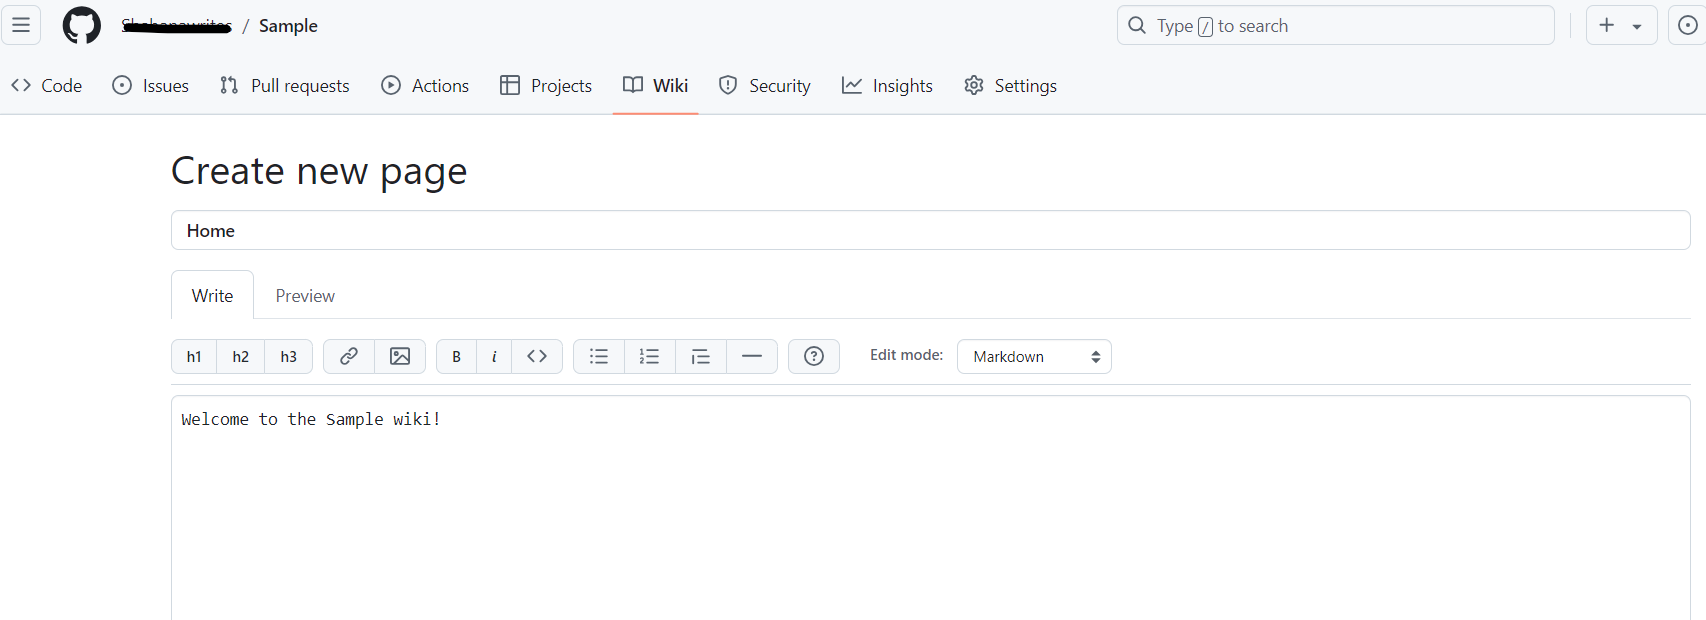 / Sample
Type / to search
Code Issues Pull requests Actions Projects Wiki Security Insights Settings
Create new page
Home
Write Preview
h1 h2 h3 B i Edit mode: Markdown
Welcome to the Sample wiki!